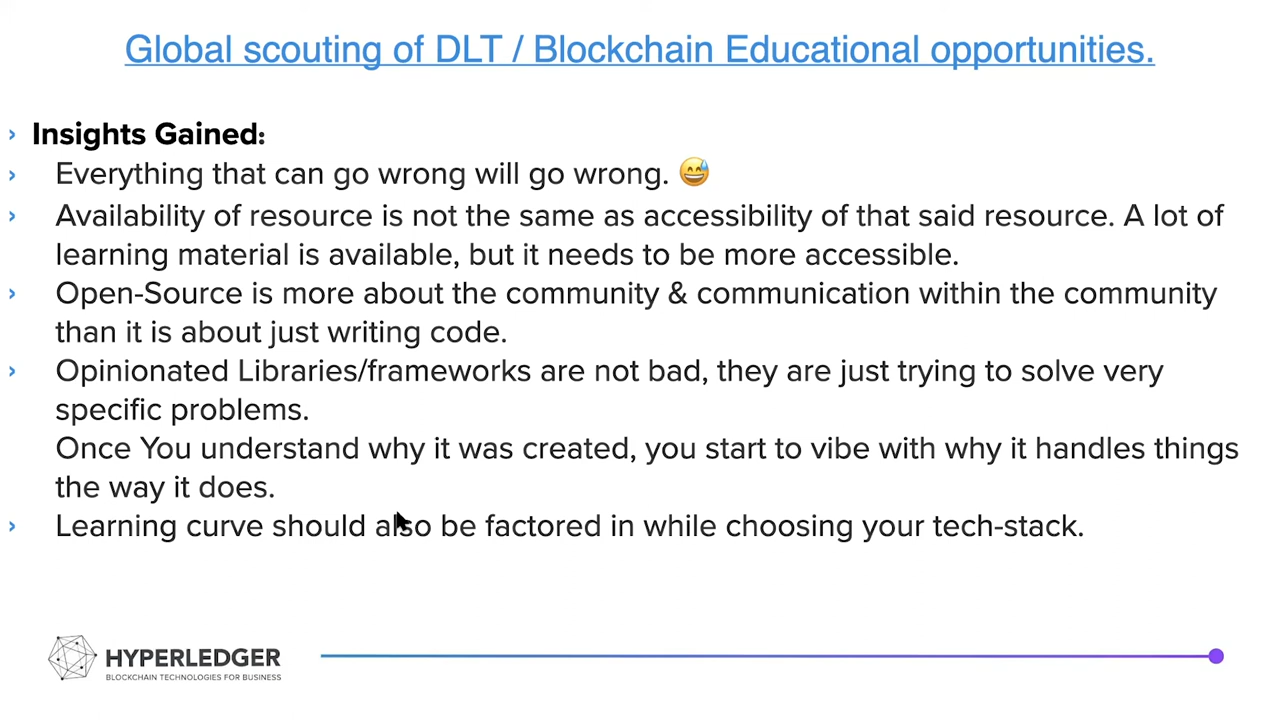 Global scouting of DLT / Blockchain Educational opportunities.
› Insights Gained:
› Everything that can go wrong will go wrong. 😅
› Availability of resource is not the same as accessibility of that said resource. A lot of
learning material is available, but it needs to be more accessible.
› Open-Source is more about the community & communication within the community
than it is about just writing code.
› Opinionated Libraries/frameworks are not bad, they are just trying to solve very
specific problems.
Once You understand why it was created, you start to vibe with why it handles things
the way it does.
› Learning curve should also be factored in while choosing your tech-stack.
HYPERLEDGER
BLOCKCHAIN TECHNOLOGIES FOR BUSINESS